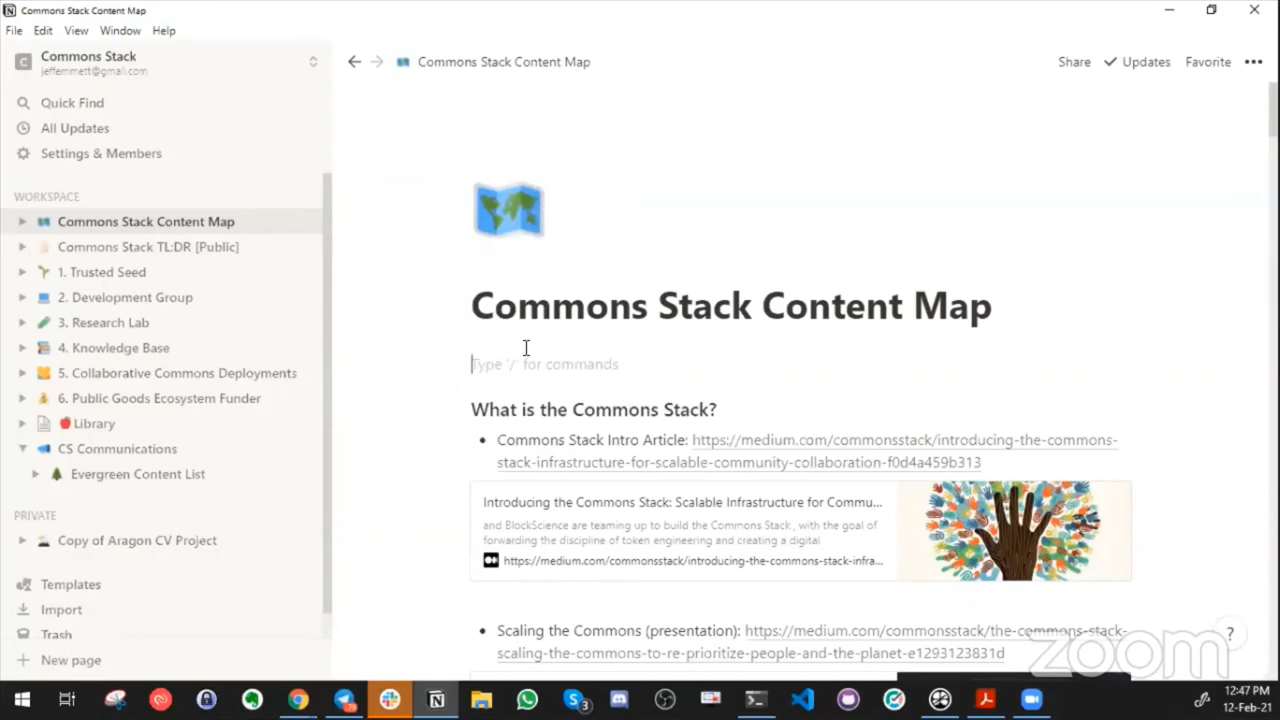 Commons Stack Content Map
File Edit View Window Help
C Commons Stack
jeffemmett@gmail.com
Quick Find
All Updates
Settings & Members
WORKSPACE
Commons Stack Content Map
Commons Stack TL:DR [Public]
1. Trusted Seed
2. Development Group
3. Research Lab
4. Knowledge Base
5. Collaborative Commons Deployments
6. Public Goods Ecosystem Funder
Library
CS Communications
Evergreen Content List
PRIVATE
Copy of Aragon CV Project
Templates
Import
Trash
New page
Commons Stack Content Map
Share Updates Favorite
Commons Stack Content Map
Type '/' for commands
What is the Commons Stack?
• Commons Stack Intro Article: https://medium.com/commonsstack/introducing-the-commons-
stack-infrastructure-for-scalable-community-collaboration-f0d4a459b313
Introducing the Commons Stack: Scalable Infrastructure for Commu...
and BlockScience are teaming up to build the Commons Stack , with the goal of
forwarding the discipline of token engineering and creating a digital
https://medium.com/commonsstack/introducing-the-commons-stack-infra...
• Scaling the Commons (presentation): https://medium.com/commonsstack/the-commons-stack-
scaling-the-commons-to-re-prioritize-people-and-the-planet-e1293123831d
zoom
?
3
12:47 PM
12-Feb-21